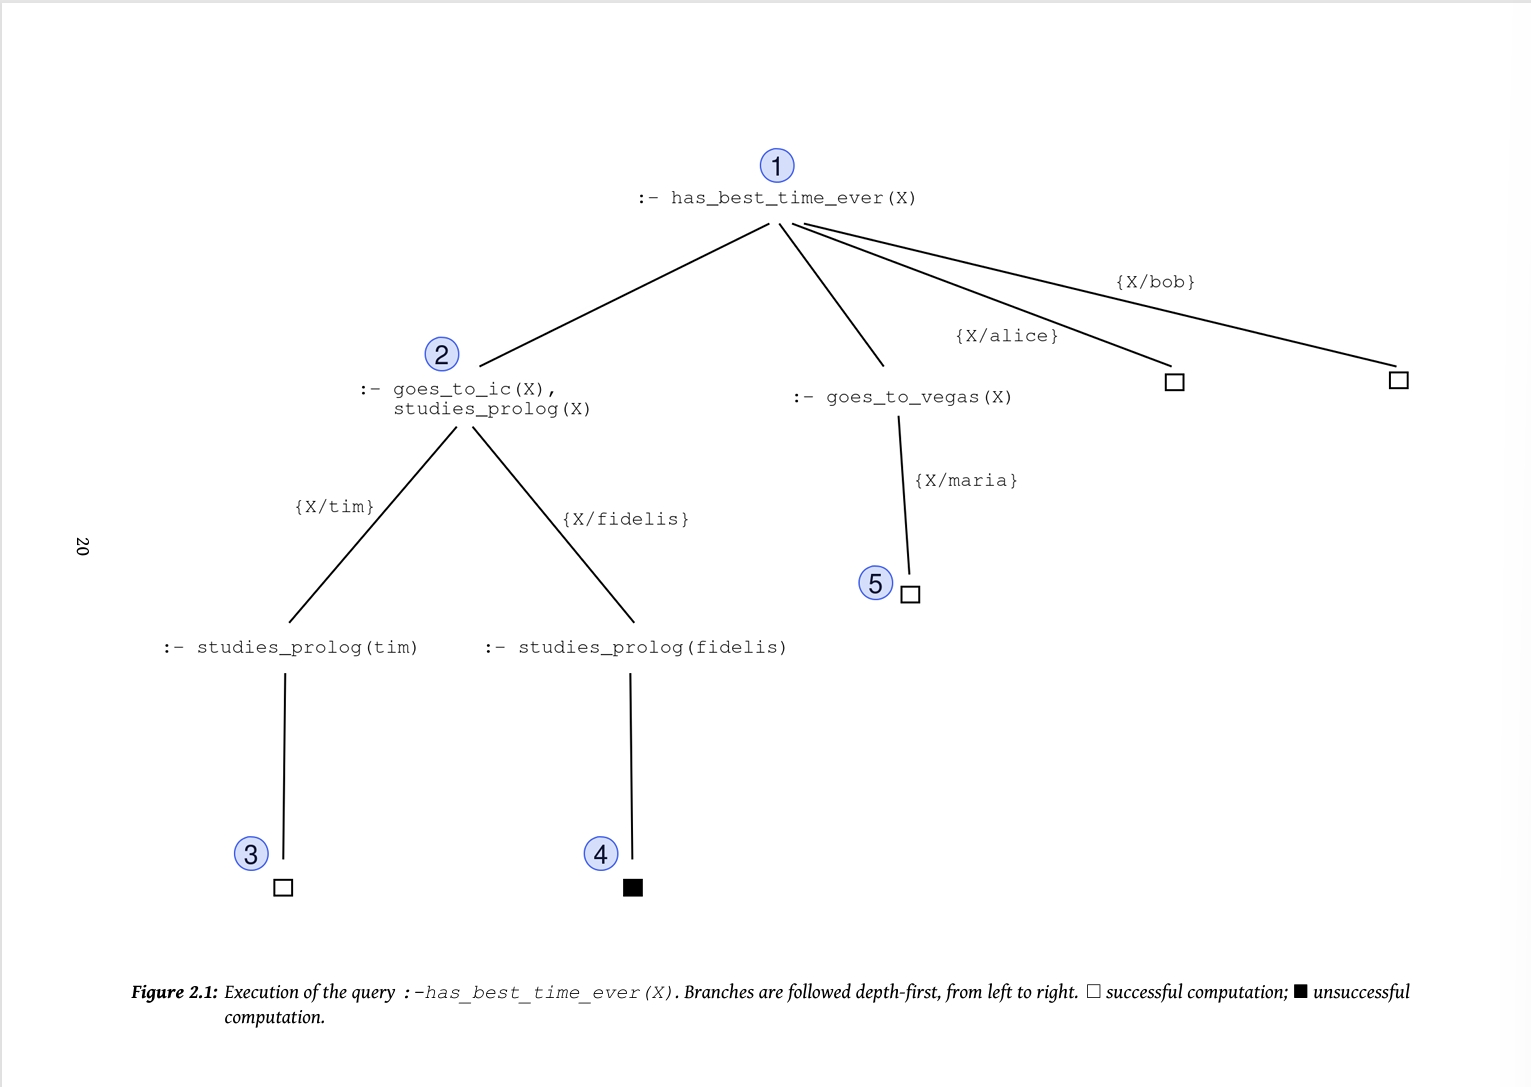 1
:- has_best_time_ever(X)
{X/bob}
{X/alice}
2
:- goes_to_ic(X),
studies_prolog(X)
:- goes_to_vegas(X)
{X/maria}
{X/tim}
{X/fidelis}
20
5
:- studies_prolog(tim)
:- studies_prolog(fidelis)
3
4
Figure 2.1: Execution of the query :-has_best_time_ever(X). Branches are followed depth-first, from left to right. □ successful computation; ■ unsuccessful
computation.